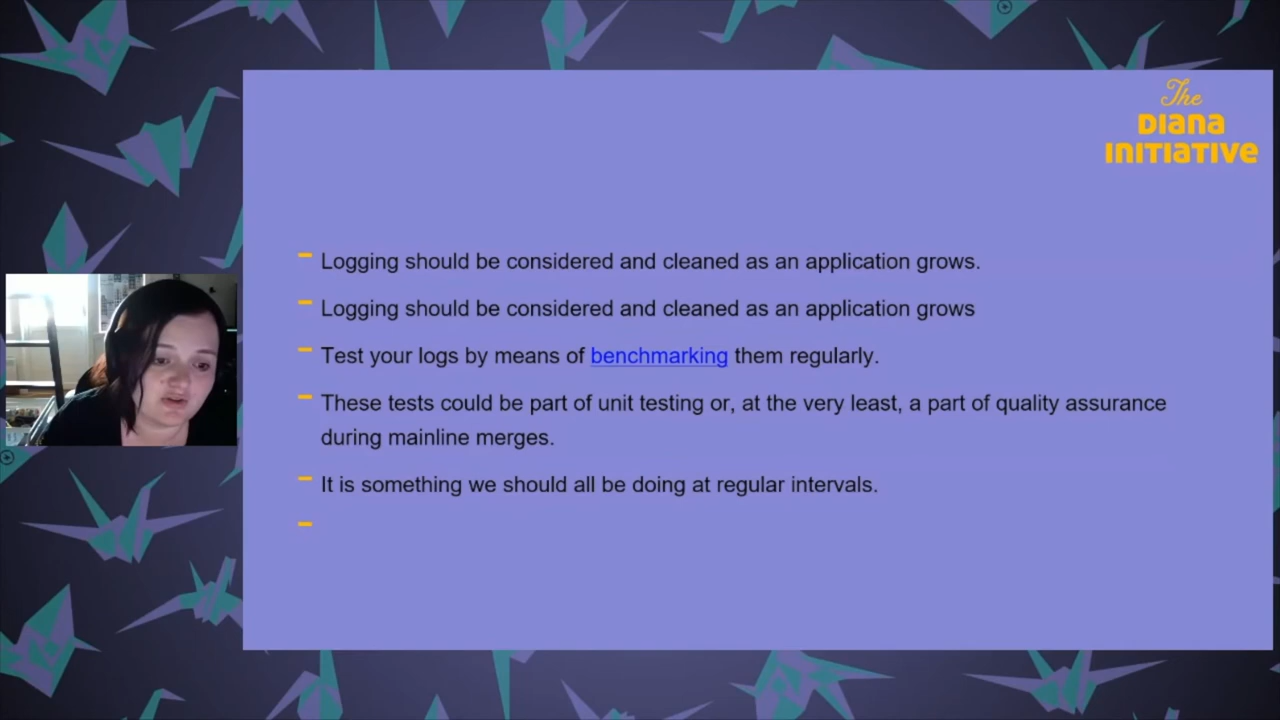 The
DIANA
INITIATIVE
Logging should be considered and cleaned as an application grows.
Logging should be considered and cleaned as an application grows
Test your logs by means of benchmarking them regularly.
These tests could be part of unit testing or, at the very least, a part of quality assurance
during mainline merges.
It is something we should all be doing at regular intervals.